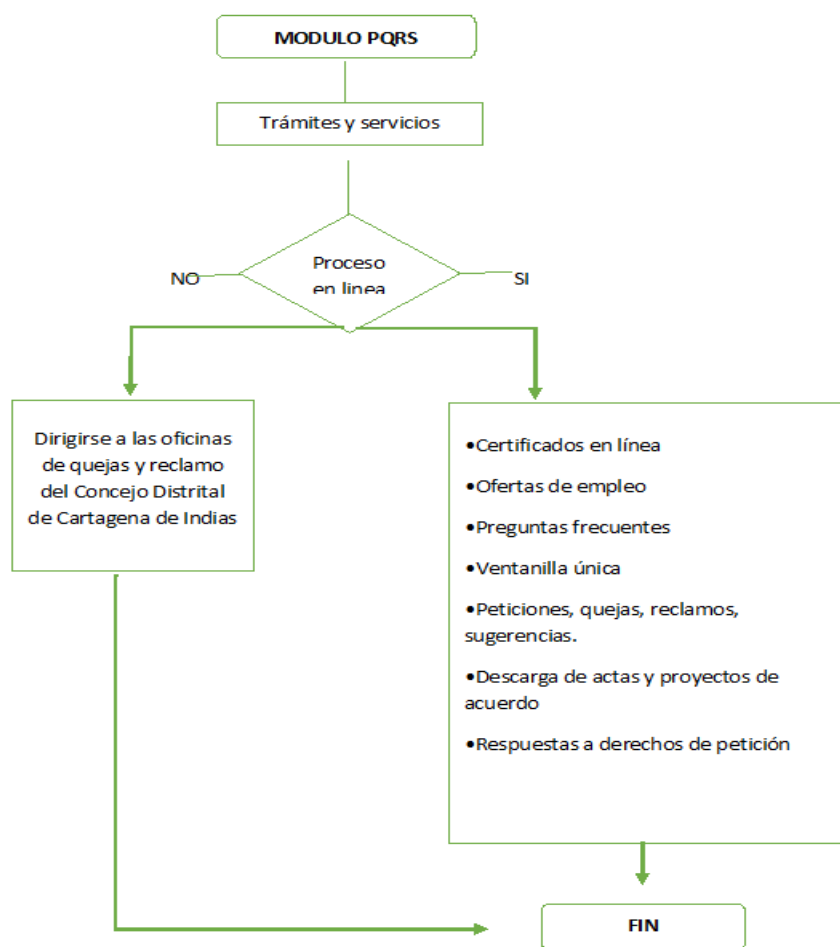 MODULO PQRS
Trámites y servicios
Proceso
en linea
NO
SI
Dirigirse a las oficinas
de quejas y reclamo
del Concejo Distrital
de Cartagena de Indias
•Certificados en línea
•Ofertas de empleo
•Preguntas frecuentes
•Ventanilla única
•Peticiones, quejas, reclamos,
sugerencias.
•Descarga de actas y proyectos de
acuerdo
•Respuestas a derechos de petición
FIN